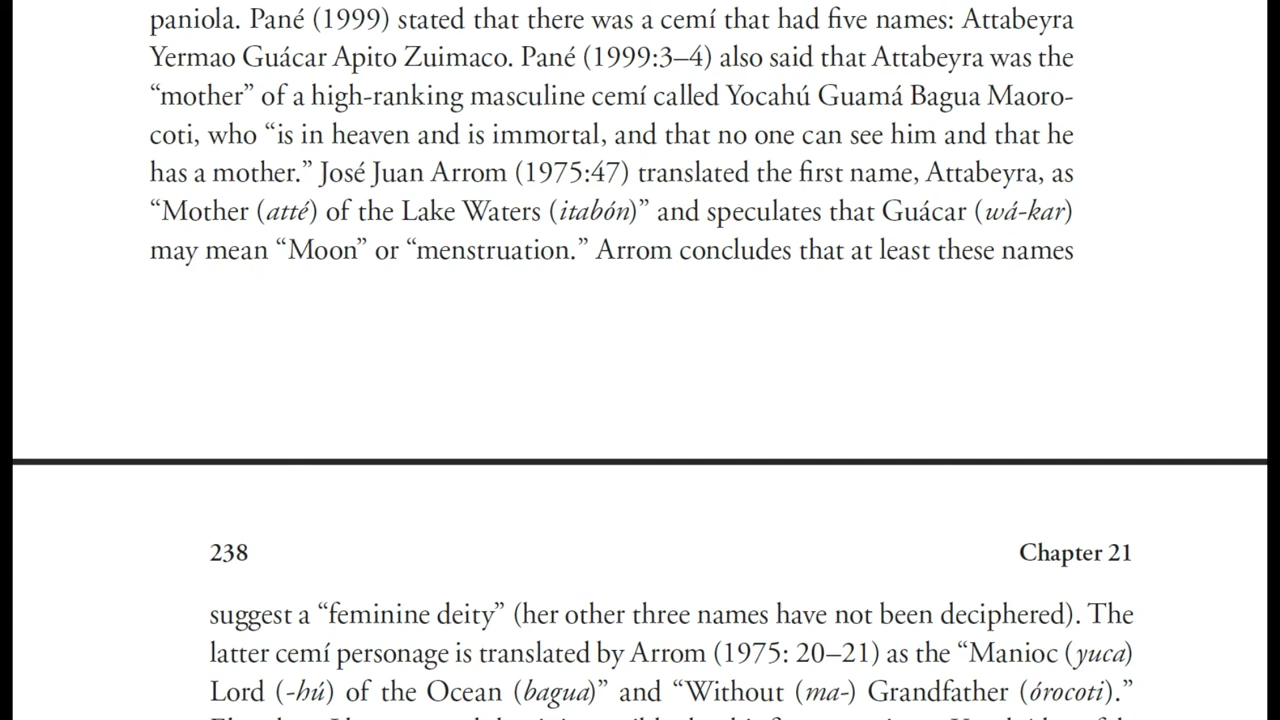 paniola. Pané (1999) stated that there was a cemí that had five names: Attabeyra
Yermao Guácar Apito Zuimaco. Pané (1999:3–4) also said that Attabeyra was the
“mother” of a high-ranking masculine cemí called Yocahú Guamá Bagua Maoro-
coti, who “is in heaven and is immortal, and that no one can see him and that he
has a mother.” José Juan Arrom (1975:47) translated the first name, Attabeyra, as
“Mother (atté) of the Lake Waters (itabón)” and speculates that Guácar (wá-kar)
may mean “Moon” or “menstruation.” Arrom concludes that at least these names
238 Chapter 21
suggest a “feminine deity” (her other three names have not been deciphered). The
latter cemí personage is translated by Arrom (1975: 20–21) as the “Manioc (yuca)
Lord (-hú) of the Ocean (bagua)” and “Without (ma-) Grandfather (órocoti).”